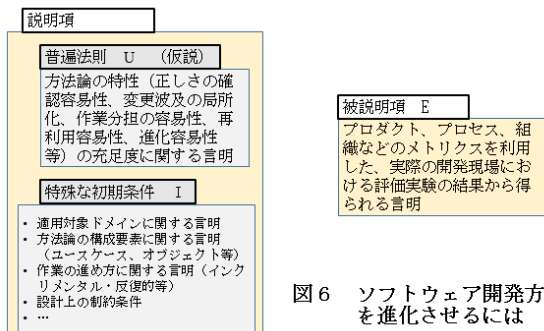 説明項
普遍法則　U　（仮説）
方法論の特性（正しさの確
認容易性、変更波及の局所
化、作業分担の容易性、再
利用容易性、進化容易性
等）の充足度に関する言明
特殊な初期条件　I
・ 適用対象ドメインに関する言明
・ 方法論の構成要素に関する言明
（ユースケース、オブジェクト等）
・ 作業の進め方に関する言明（インク
リメンタル・反復的等）
・ 設計上の制約条件
・ …
被説明項　E
プロダクト、プロセス、組
織などのメトリクスを利用
した、実際の開発現場にお
ける評価実験の結果から得
られる言明
図６　ソフトウェア開発方
を進化させるには